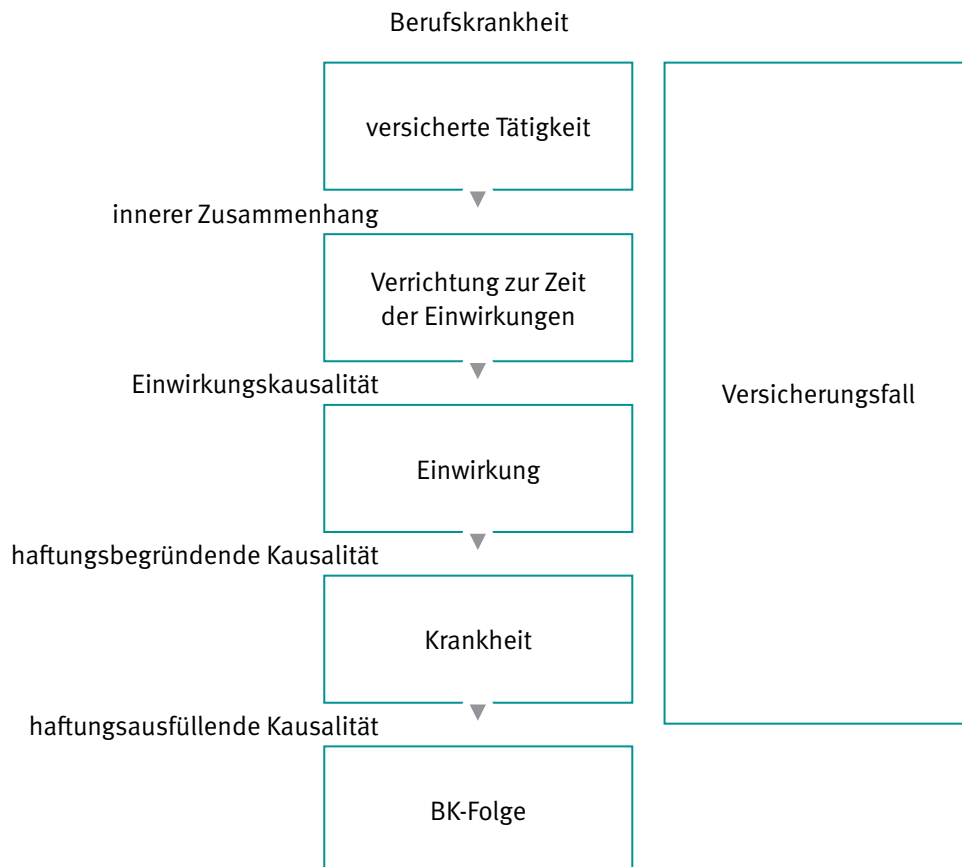 Berufskrankheit
versicherte Tätigkeit
innerer Zusammenhang
Verrichtung zur Zeit
der Einwirkungen
Einwirkungskausalität
Versicherungsfall
Einwirkung
haftungsbegründende Kausalität
Krankheit
haftungsausfüllende Kausalität
BK-Folge